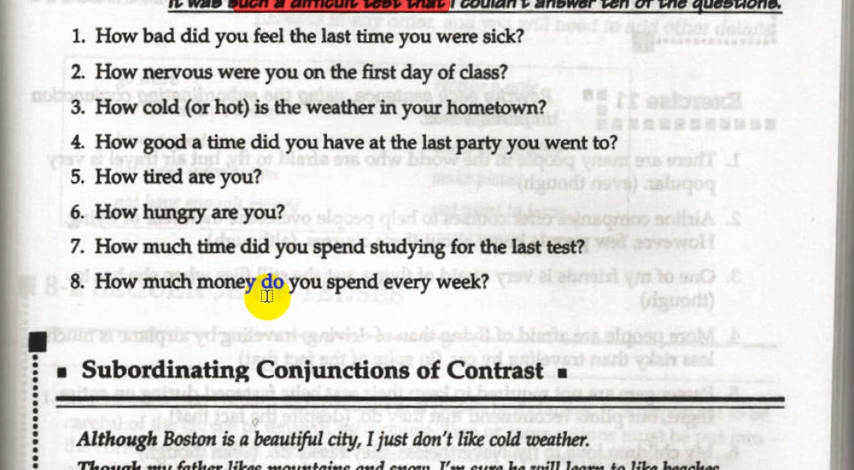 It was such a difficult test that I couldn't answer ten of the questions.
1. How bad did you feel the last time you were sick?
2. How nervous were you on the first day of class?
3. How cold (or hot) is the weather in your hometown?
4. How good a time did you have at the last party you went to?
5. How tired are you?
6. How hungry are you?
7. How much time did you spend studying for the last test?
8. How much money do you spend every week?
Subordinating Conjunctions of Contrast
Although Boston is a beautiful city, I just don't like cold weather.
Though my father likes mountains and snow, I'm sure he will learn to like beaches